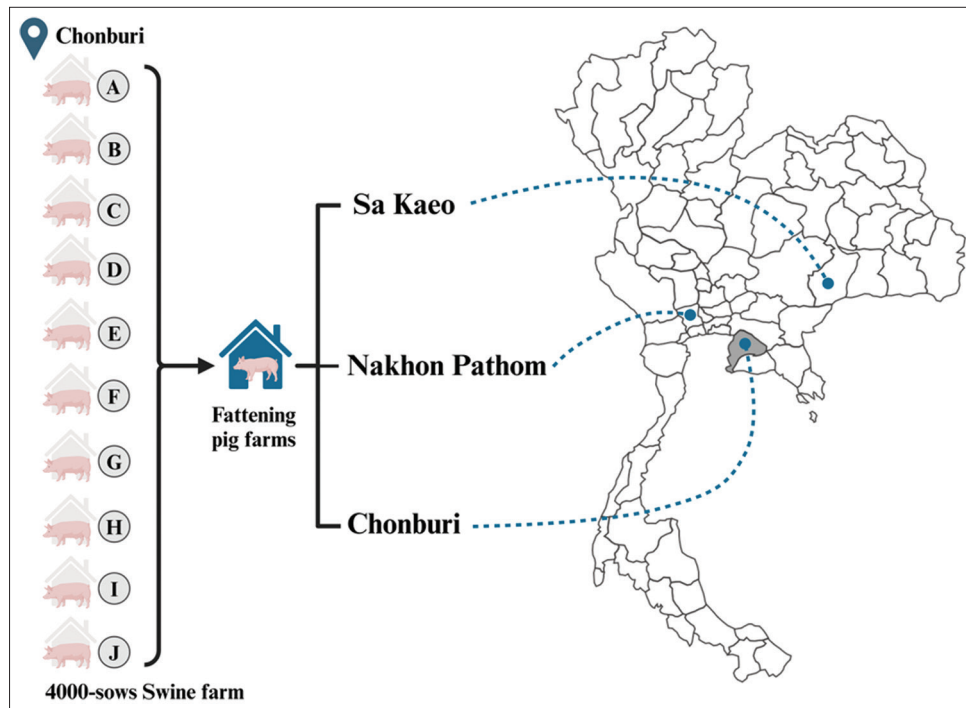 Chonburi
A
B
C
D
E
F
G
H
I
J
4000-sows Swine farm
Fattening
pig farms
Sa Kaeo
Nakhon Pathom
Chonburi